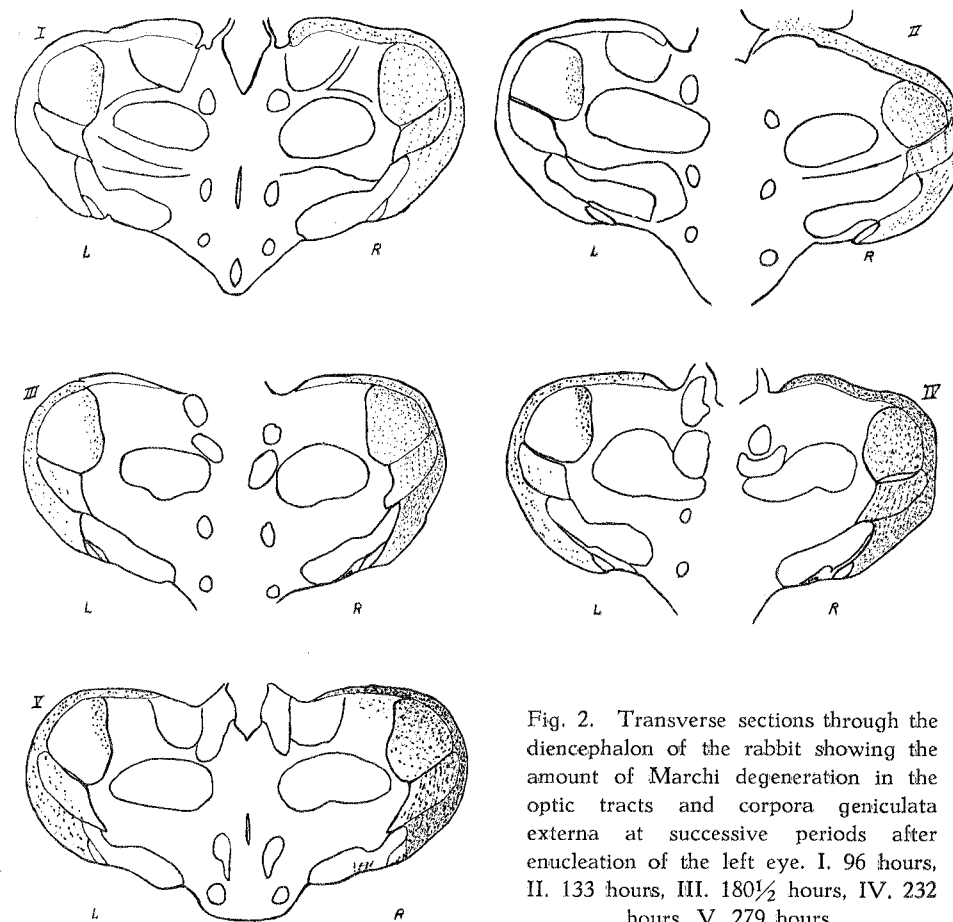 I
II
L
R
L
R
III
IV
L
R
L
R
V
L
R
Fig. 2. Transverse sections through the
diencephalon of the rabbit showing the
amount of Marchi degeneration in the
optic tracts and corpora geniculata
externa at successive periods after
enucleation of the left eye. I. 96 hours,
II. 133 hours, III. 180½ hours, IV. 232
hours, V. 279 hours.